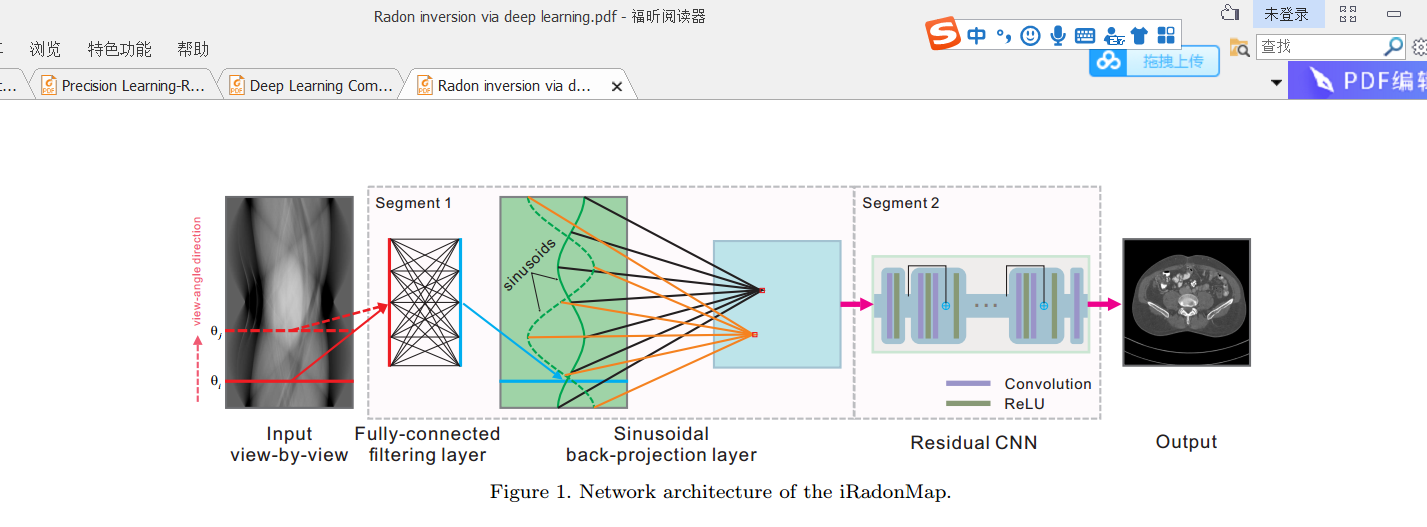 Radon inversion via deep learning.pdf - 福昕阅读器
中
未登录
浏览 特色功能 帮助
查找
拖拽上传
Precision Learning-R... Deep Learning Com... Radon inversion via d...
PDF编辑
Segment 1
Segment 2
view-angle direction
sinusoids
θj
θi
Convolution
ReLU
Input
view-by-view
Fully-connected
filtering layer
Sinusoidal
back-projection layer
Residual CNN
Output
Figure 1. Network architecture of the iRadonMap.